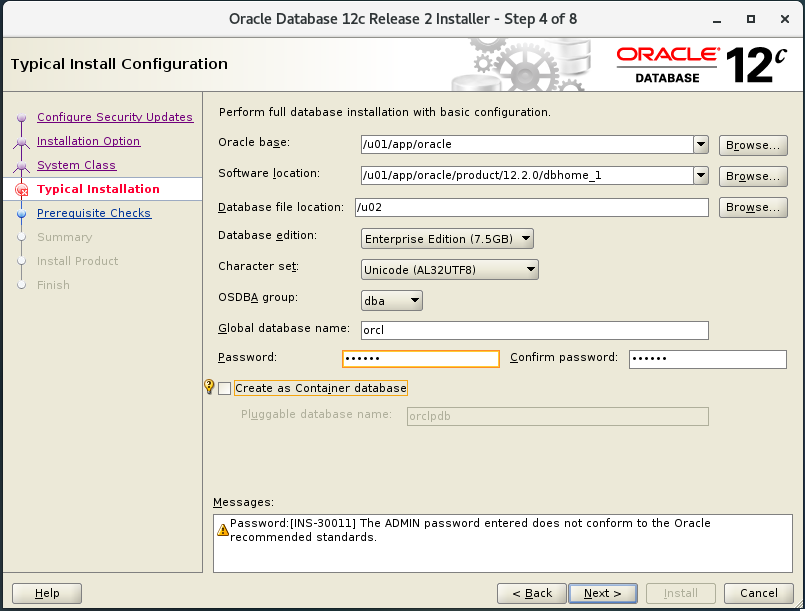 Oracle Database 12c Release 2 Installer - Step 4 of 8
Typical Install Configuration
ORACLE®
DATABASE
12c
Configure Security Updates
Installation Option
System Class
Typical Installation
Prerequisite Checks
Summary
Install Product
Finish
Perform full database installation with basic configuration.
Oracle base: /u01/app/oracle Browse...
Software location: /u01/app/oracle/product/12.2.0/dbhome_1 Browse...
Database file location: /u02 Browse...
Database edition: Enterprise Edition (7.5GB)
Character set: Unicode (AL32UTF8)
OSDBA group: dba
Global database name: orcl
Password: •••••• Confirm password: ••••••
Create as Container database
Pluggable database name: orclpdb
Messages:
Password:[INS-30011] The ADMIN password entered does not conform to the Oracle
recommended standards.
Help < Back Next > Install Cancel